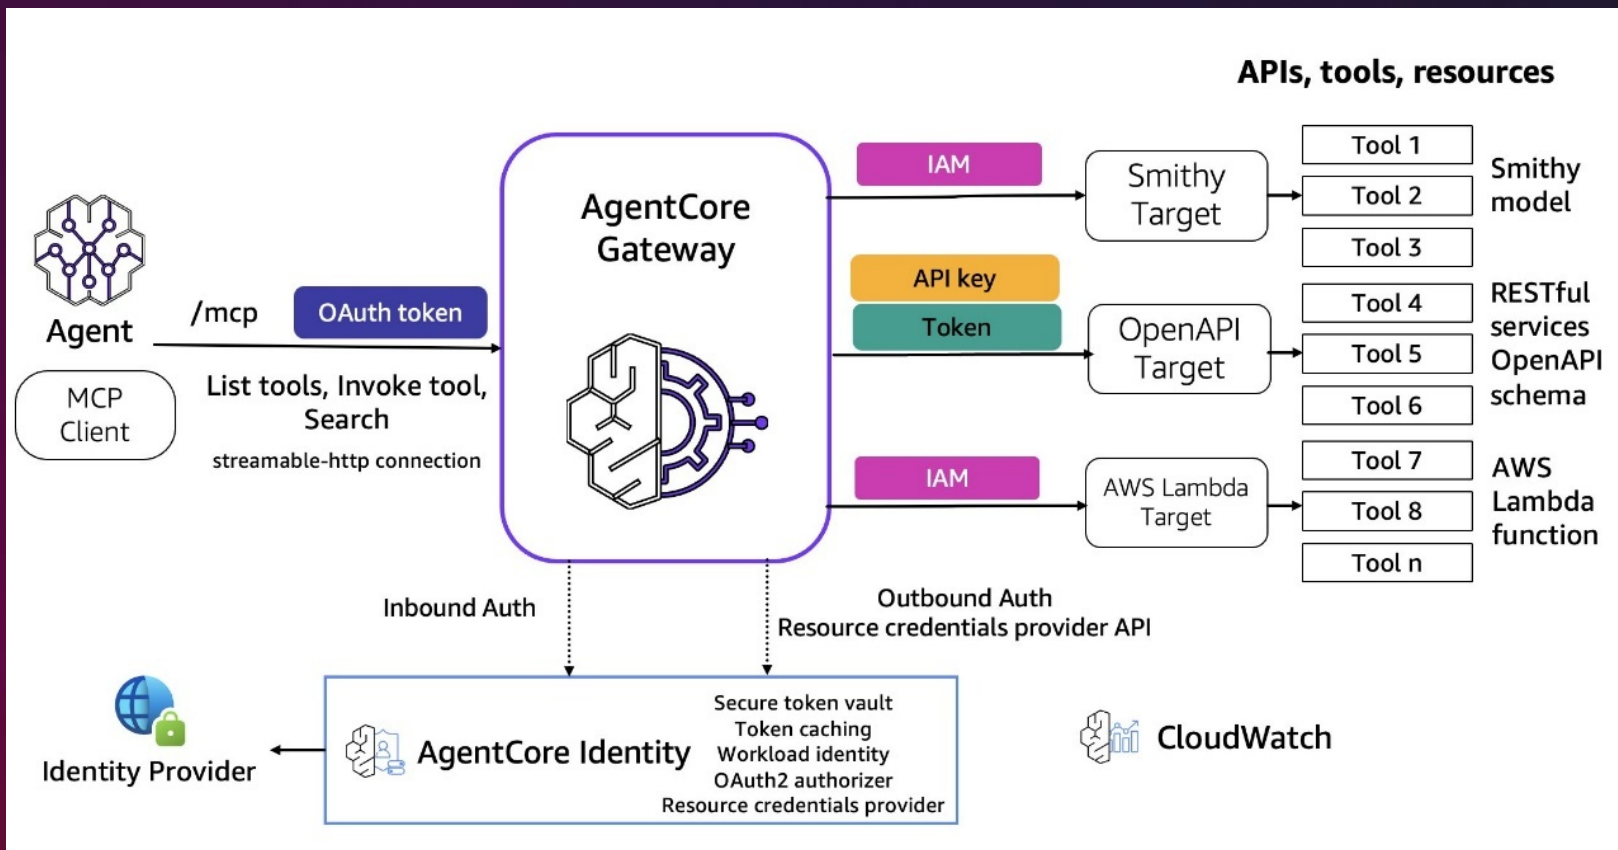 APIs, tools, resources
Agent
MCP
Client
/mcp
OAuth token
List tools, Invoke tool,
Search
streamable-http connection
AgentCore
Gateway
IAM
Smithy
Target
Tool 1
Tool 2
Tool 3
Smithy
model
API key
Token
OpenAPI
Target
Tool 4
Tool 5
Tool 6
RESTful
services
OpenAPI
schema
IAM
AWS Lambda
Target
Tool 7
Tool 8
Tool n
AWS
Lambda
function
Inbound Auth
Outbound Auth
Resource credentials provider API
Identity Provider
AgentCore Identity
Secure token vault
Token caching
Workload identity
OAuth2 authorizer
Resource credentials provider
CloudWatch